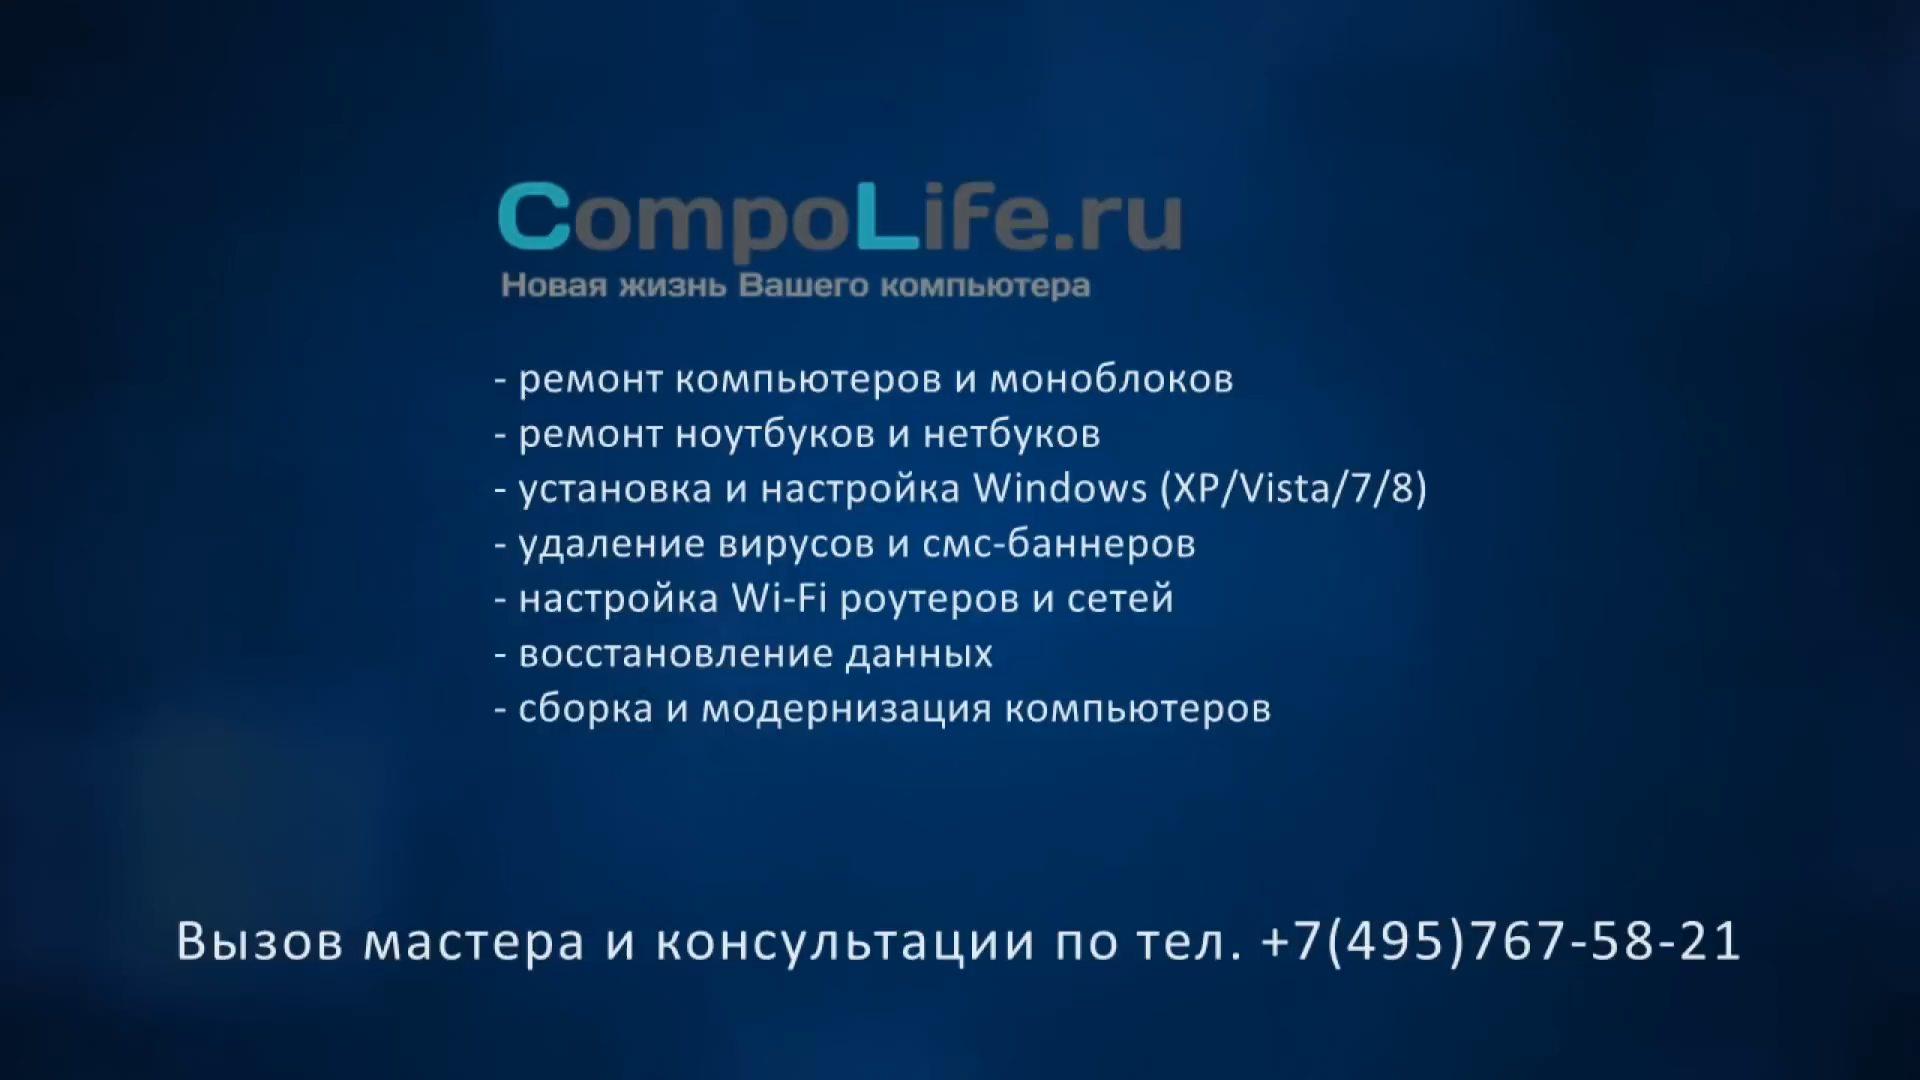 CompoLife.ru
Новая жизнь Вашего компьютера
- ремонт компьютеров и моноблоков
- ремонт ноутбуков и нетбуков
- установка и настройка Windows (XP/Vista/7/8)
- удаление вирусов и смс-баннеров
- настройка Wi-Fi роутеров и сетей
- восстановление данных
- сборка и модернизация компьютеров
Вызов мастера и консультации по тел. +7(495)767-58-21